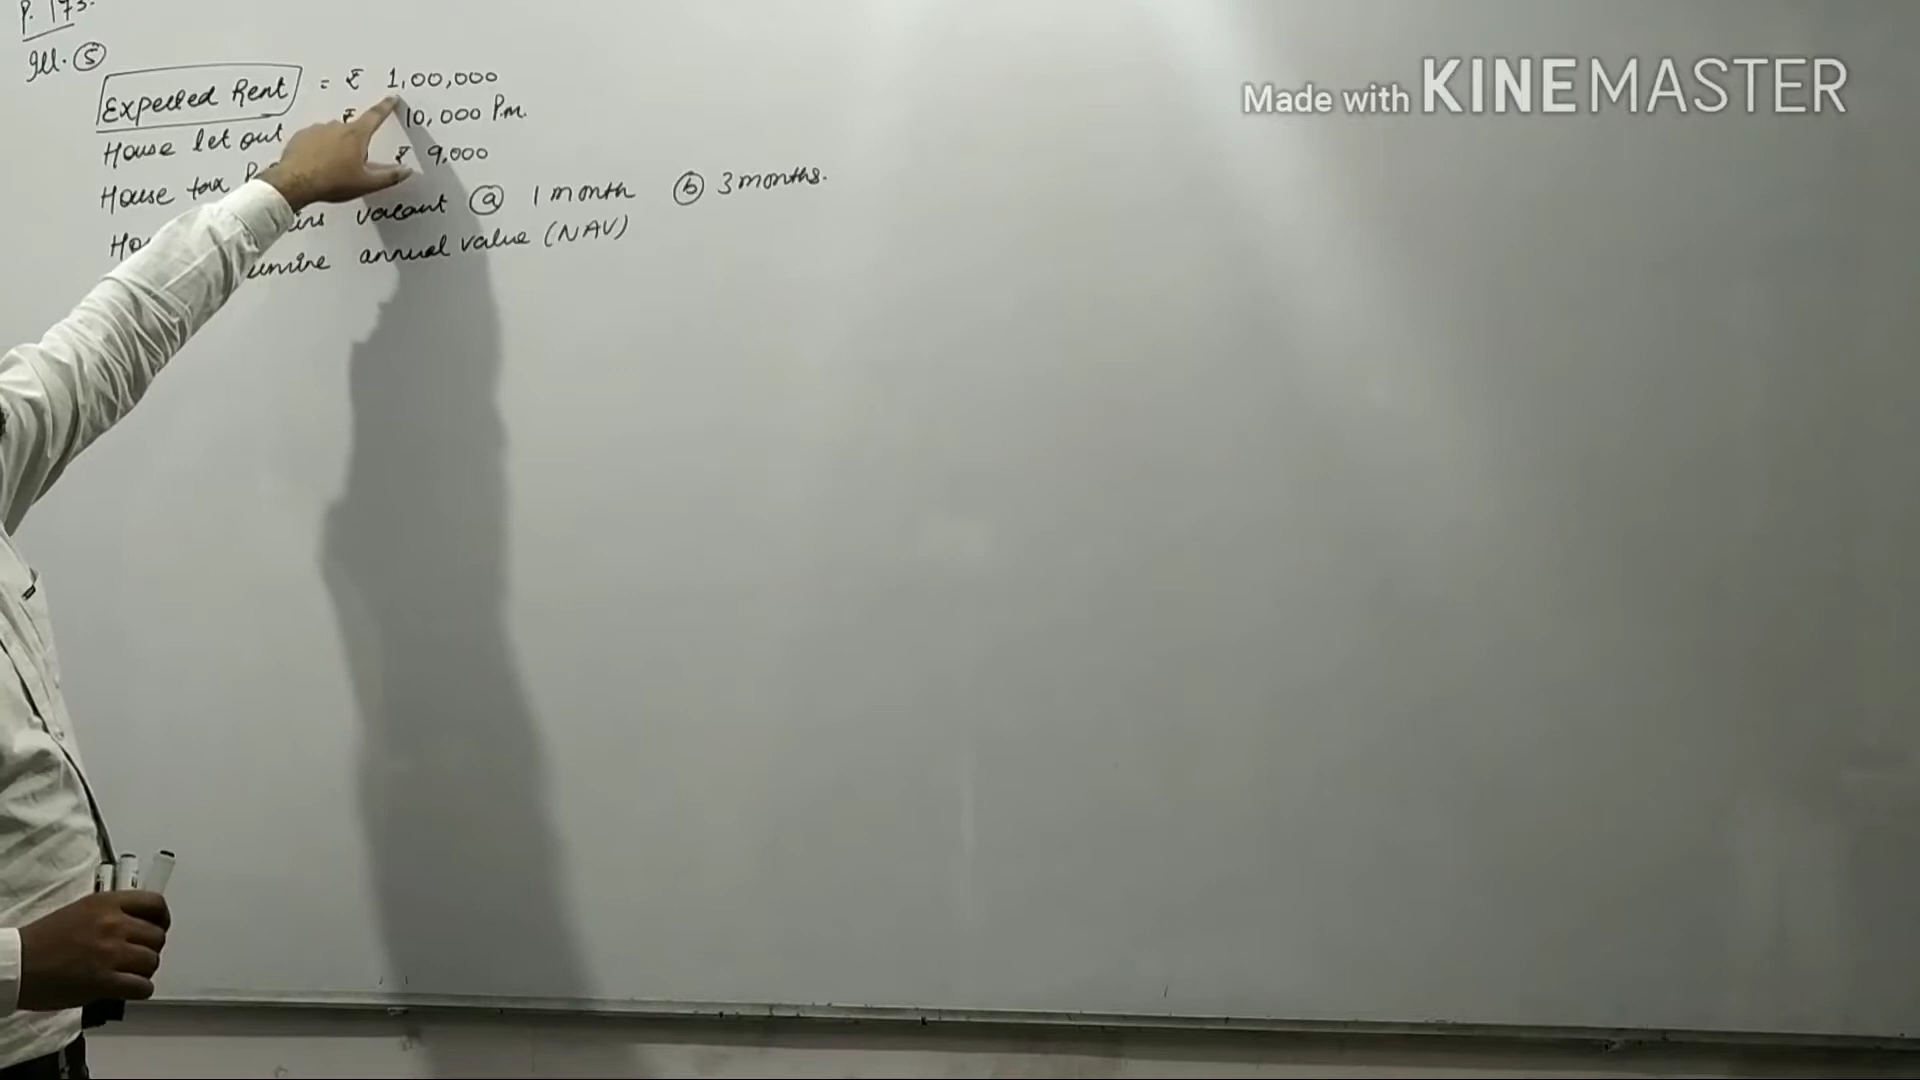 P. 173.
Ill. ⑤
Expected Rent = ₹ 1,00,000
House let out ₹ 10,000 P.m.
House tax ₹ 9,000
vacant ⓐ 1 month ⓑ 3 months.
annual value (NAV)
Made with KINEMASTER